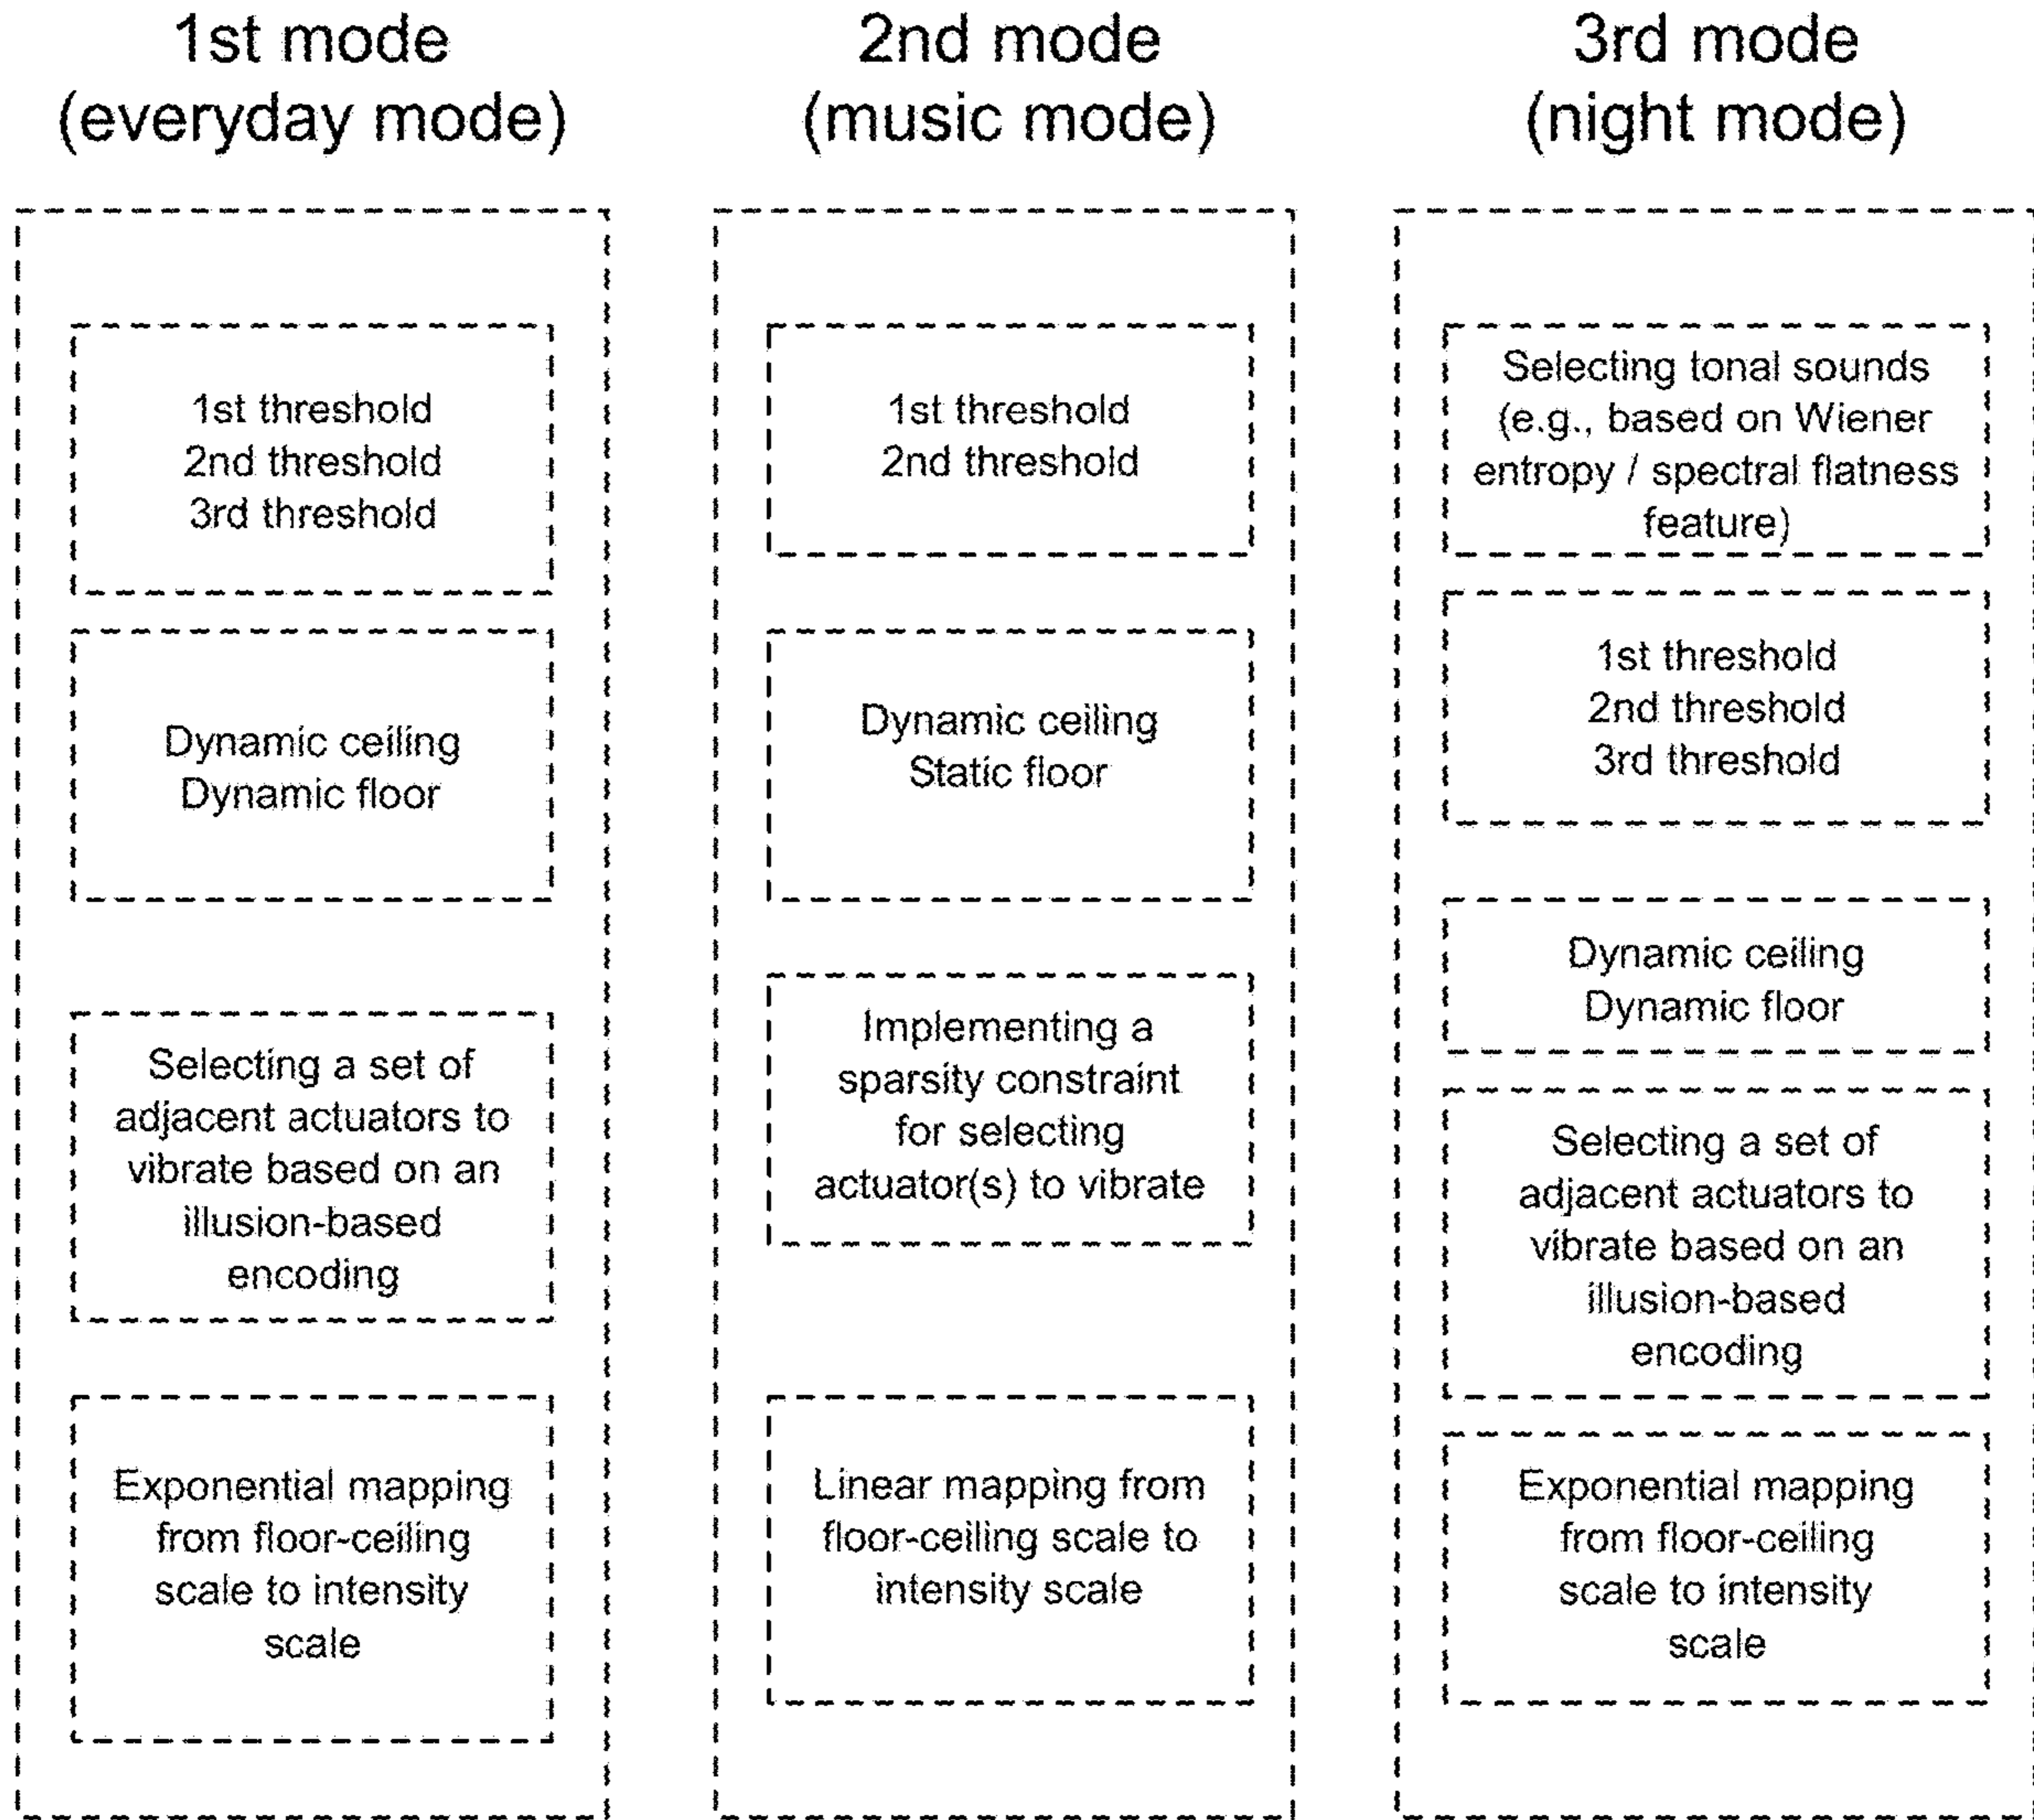 1st mode
(everyday mode)
1st threshold
2nd threshold
3rd threshold
Dynamic ceiling
Dynamic floor
Selecting a set of
adjacent actuators to
vibrate based on an
illusion-based
encoding
Exponential mapping
from floor-ceiling
scale to intensity
scale
2nd mode
(music mode)
1st threshold
2nd threshold
Dynamic ceiling
Static floor
Implementing a
sparsity constraint
for selecting
actuator(s) to vibrate
Linear mapping from
floor-ceiling scale to
intensity scale
3rd mode
(night mode)
Selecting tonal sounds
(e.g., based on Wiener
entropy / spectral flatness
feature)
1st threshold
2nd threshold
3rd threshold
Dynamic ceiling
Dynamic floor
Selecting a set of
adjacent actuators to
vibrate based on an
illusion-based
encoding
Exponential mapping
from floor-ceiling
scale to intensity
scale